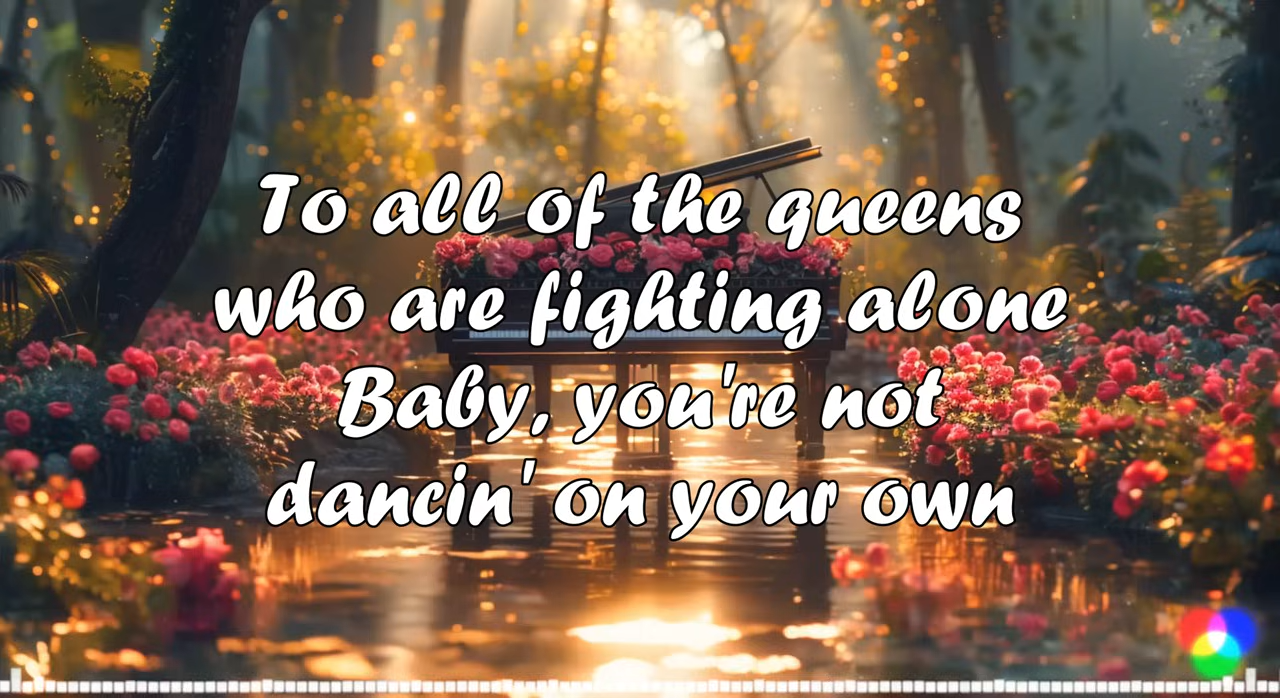 To all of the queens
who are fighting alone
Baby, you're not
dancin' on your own